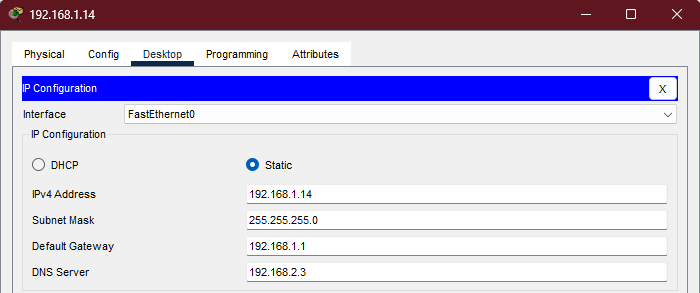 192.168.1.14
Physical Config Desktop Programming Attributes
IP Configuration X
Interface FastEthernet0
IP Configuration
DHCP Static
IPv4 Address 192.168.1.14
Subnet Mask 255.255.255.0
Default Gateway 192.168.1.1
DNS Server 192.168.2.3